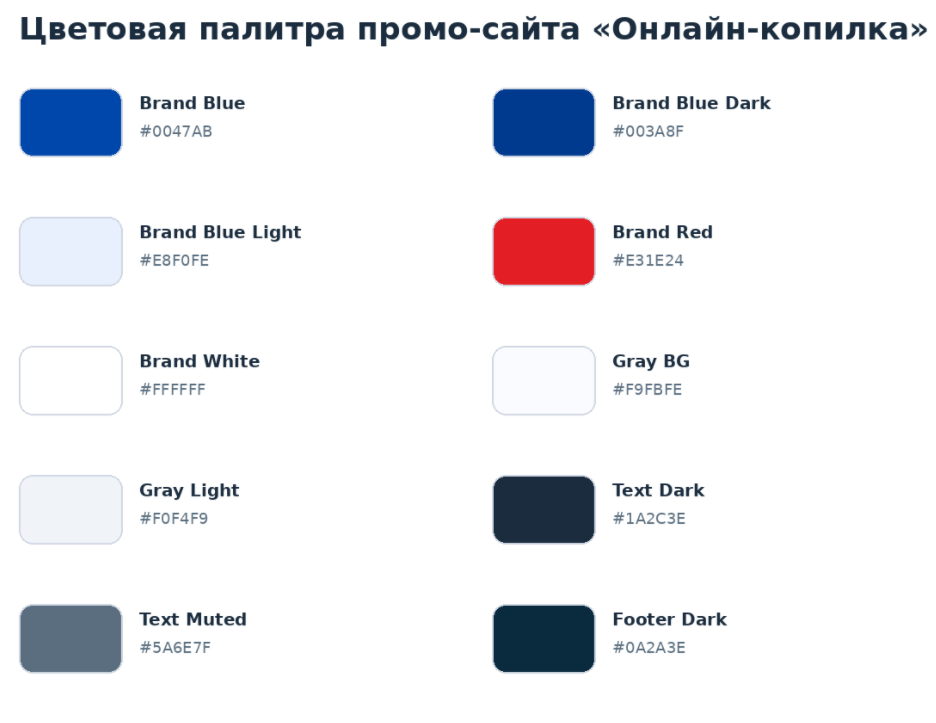 Цветовая палитра промо-сайта «Онлайн-копилка»
Brand Blue
#0047AB
Brand Blue Dark
#003A8F
Brand Blue Light
#E8F0FE
Brand Red
#E31E24
Brand White
#FFFFFF
Gray BG
#F9FBFE
Gray Light
#F0F4F9
Text Dark
#1A2C3E
Text Muted
#5A6E7F
Footer Dark
#0A2A3E